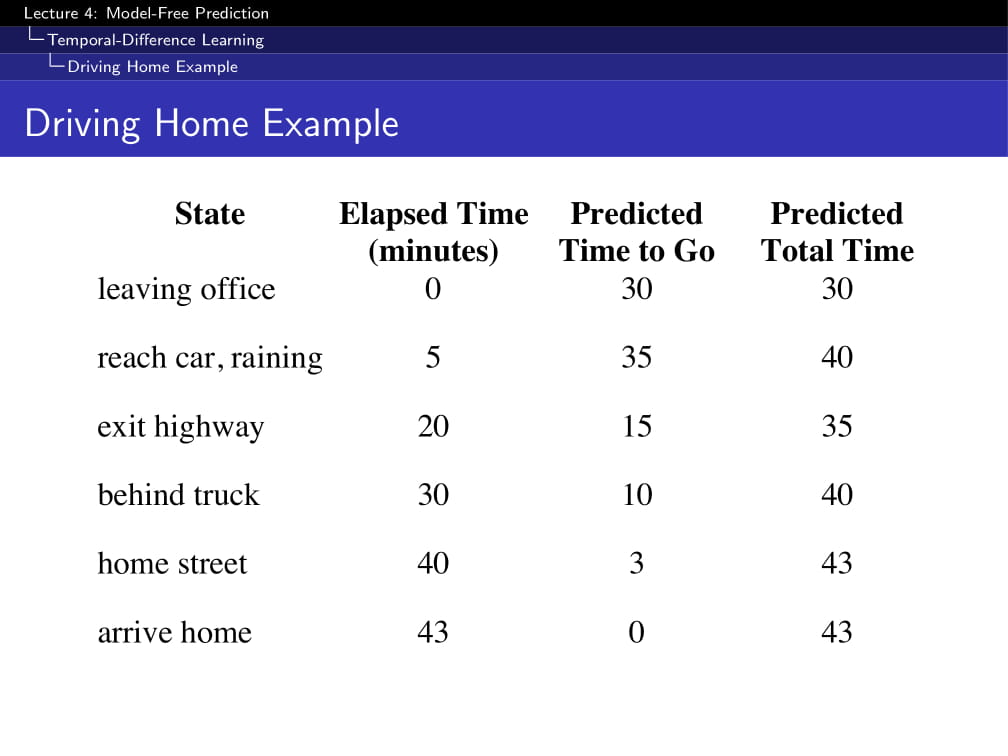 Lecture 4: Model-Free Prediction
Temporal-Difference Learning
Driving Home Example
Driving Home Example
State Elapsed Time Predicted Predicted
(minutes) Time to Go Total Time
leaving office 0 30 30
reach car, raining 5 35 40
exit highway 20 15 35
behind truck 30 10 40
home street 40 3 43
arrive home 43 0 43